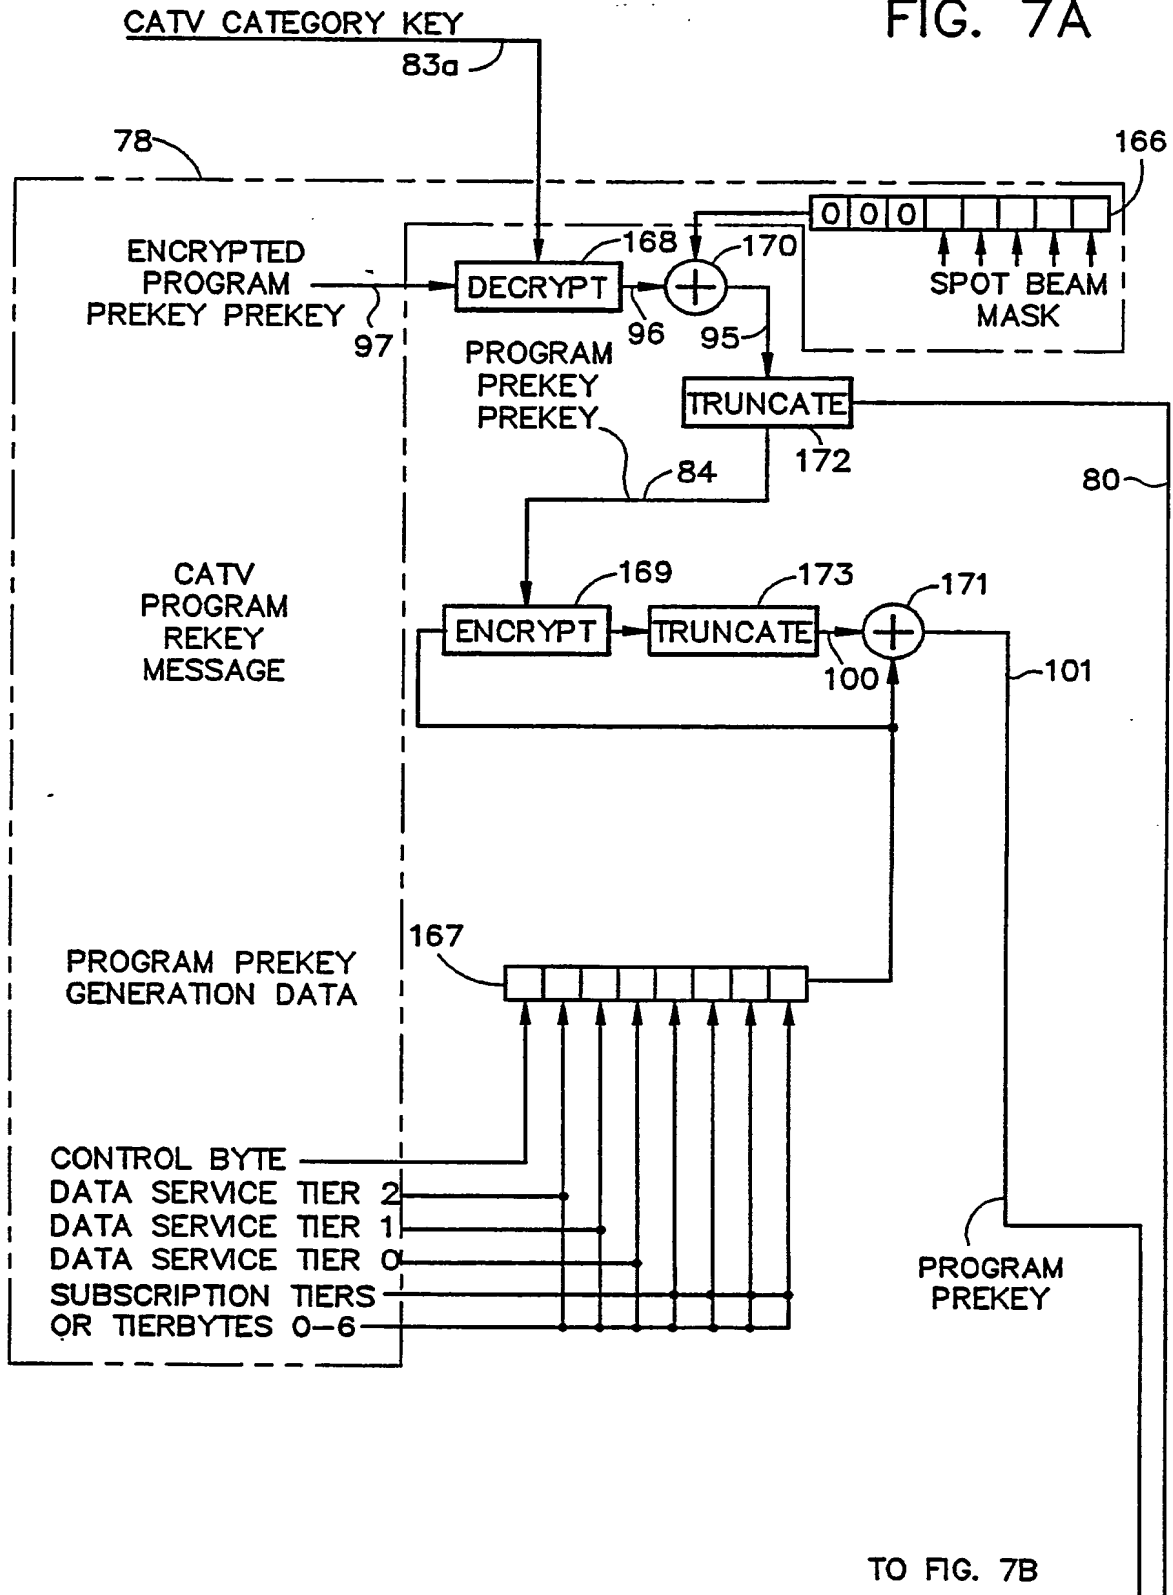 FIG. 7A
CATV CATEGORY KEY
83a
78
166
0 0 0
ENCRYPTED
PROGRAM
PREKEY PREKEY
97
168
DECRYPT
96
170
SPOT BEAM
MASK
95
PROGRAM
PREKEY
PREKEY
TRUNCATE
172
84
80
CATV
PROGRAM
REKEY
MESSAGE
169
ENCRYPT
173
TRUNCATE
100
171
101
PROGRAM PREKEY
GENERATION DATA
167
CONTROL BYTE
DATA SERVICE TIER 2
DATA SERVICE TIER 1
DATA SERVICE TIER 0
SUBSCRIPTION TIERS
OR TIERBYTES 0-6
PROGRAM
PREKEY
TO FIG. 7B